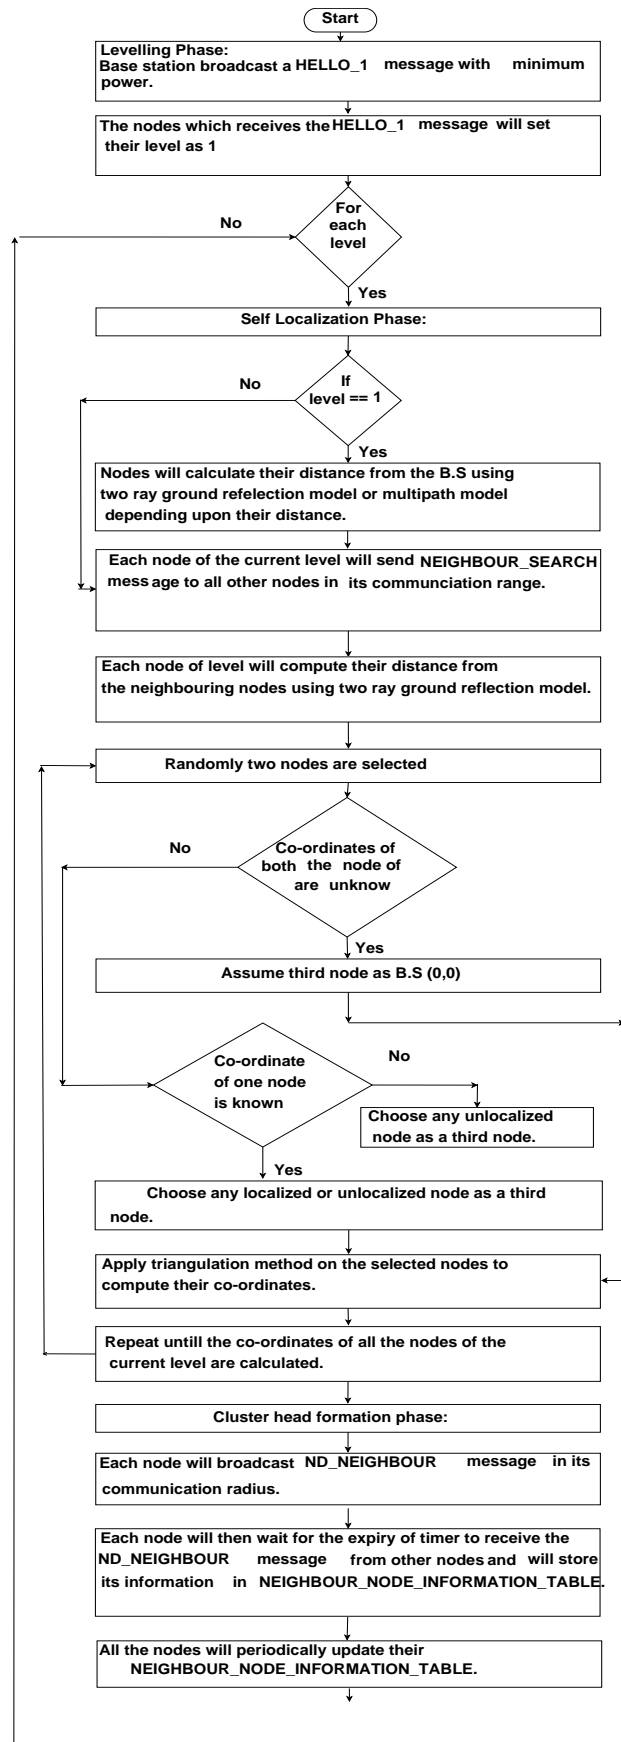 Start
Levelling Phase:
Base station broadcast a HELLO_1 message with minimum
power.
The nodes which receives the HELLO_1 message will set
their level as 1
For
each
level
No
Yes
Self Localization Phase:
If
level == 1
No
Yes
Nodes will calculate their distance from the B.S using
two ray ground refelection model or multipath model
depending upon their distance.
Each node of the current level will send NEIGHBOUR_SEARCH
mess age to all other nodes in its communciation range.
Each node of level will compute their distance from
the neighbouring nodes using two ray ground reflection model.
Randomly two nodes are selected
Co-ordinates of
both the node of
are unknow
No
Yes
Assume third node as B.S (0,0)
Co-ordinate
of one node
is known
No
Choose any unlocalized
node as a third node.
Yes
Choose any localized or unlocalized node as a third
node.
Apply triangulation method on the selected nodes to
compute their co-ordinates.
Repeat untill the co-ordinates of all the nodes of the
current level are calculated.
Cluster head formation phase:
Each node will broadcast ND_NEIGHBOUR message in its
communication radius.
Each node will then wait for the expiry of timer to receive the
ND_NEIGHBOUR message from other nodes and will store
its information in NEIGHBOUR_NODE_INFORMATION_TABLE.
All the nodes will periodically update their
NEIGHBOUR_NODE_INFORMATION_TABLE.